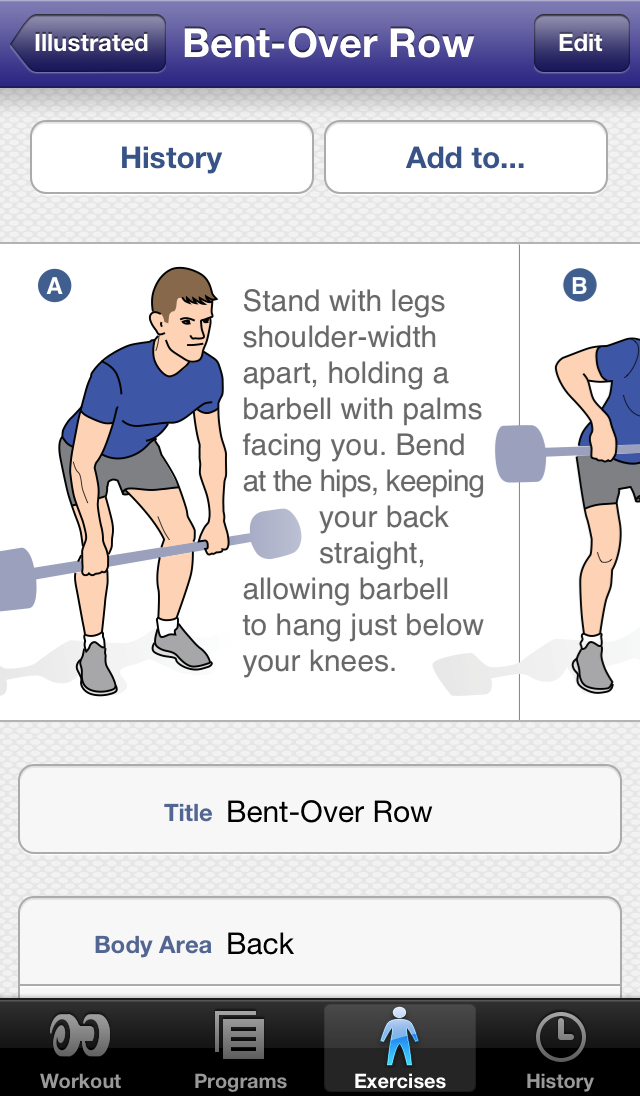 Illustrated
Bent-Over Row
Edit
History
Add to...
A
Stand with legs
shoulder-width
apart, holding a
barbell with palms
facing you. Bend
at the hips, keeping
your back
straight,
allowing barbell
to hang just below
your knees.
B
Title Bent-Over Row
Body Area Back
Workout
Programs
Exercises
History